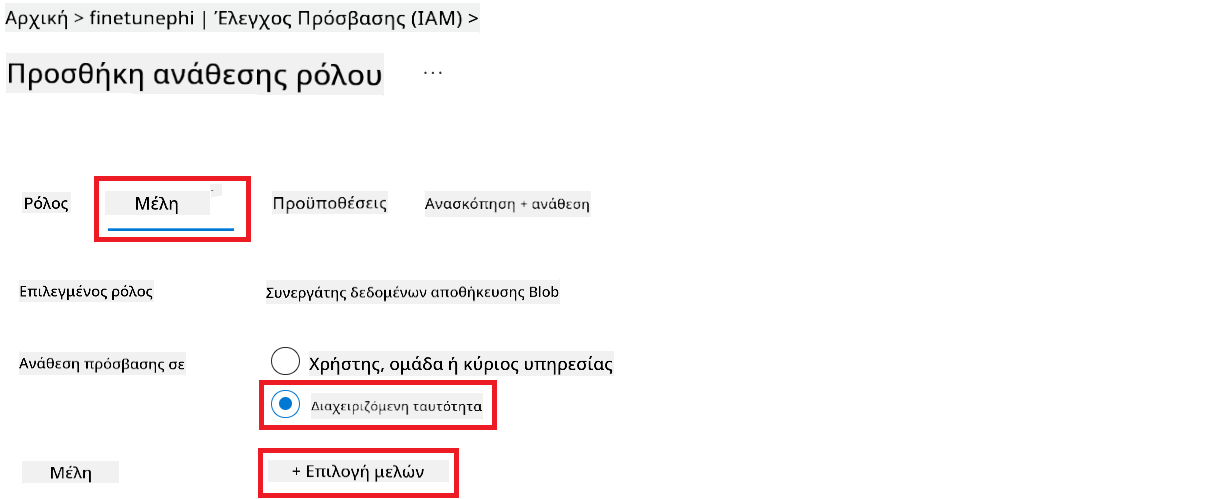 Αρχική > finetunephi | Έλεγχος Πρόσβασης (IAM) >
Προσθήκη ανάθεσης ρόλου ...
Ρόλος Μέλη Προϋποθέσεις Ανασκόπηση + ανάθεση
Επιλεγμένος ρόλος Συνεργάτης δεδομένων αποθήκευσης Blob
Ανάθεση πρόσβασης σε Χρήστης, ομάδα ή κύριος υπηρεσίας
Διαχειριζόμενη ταυτότητα
Μέλη + Επιλογή μελών